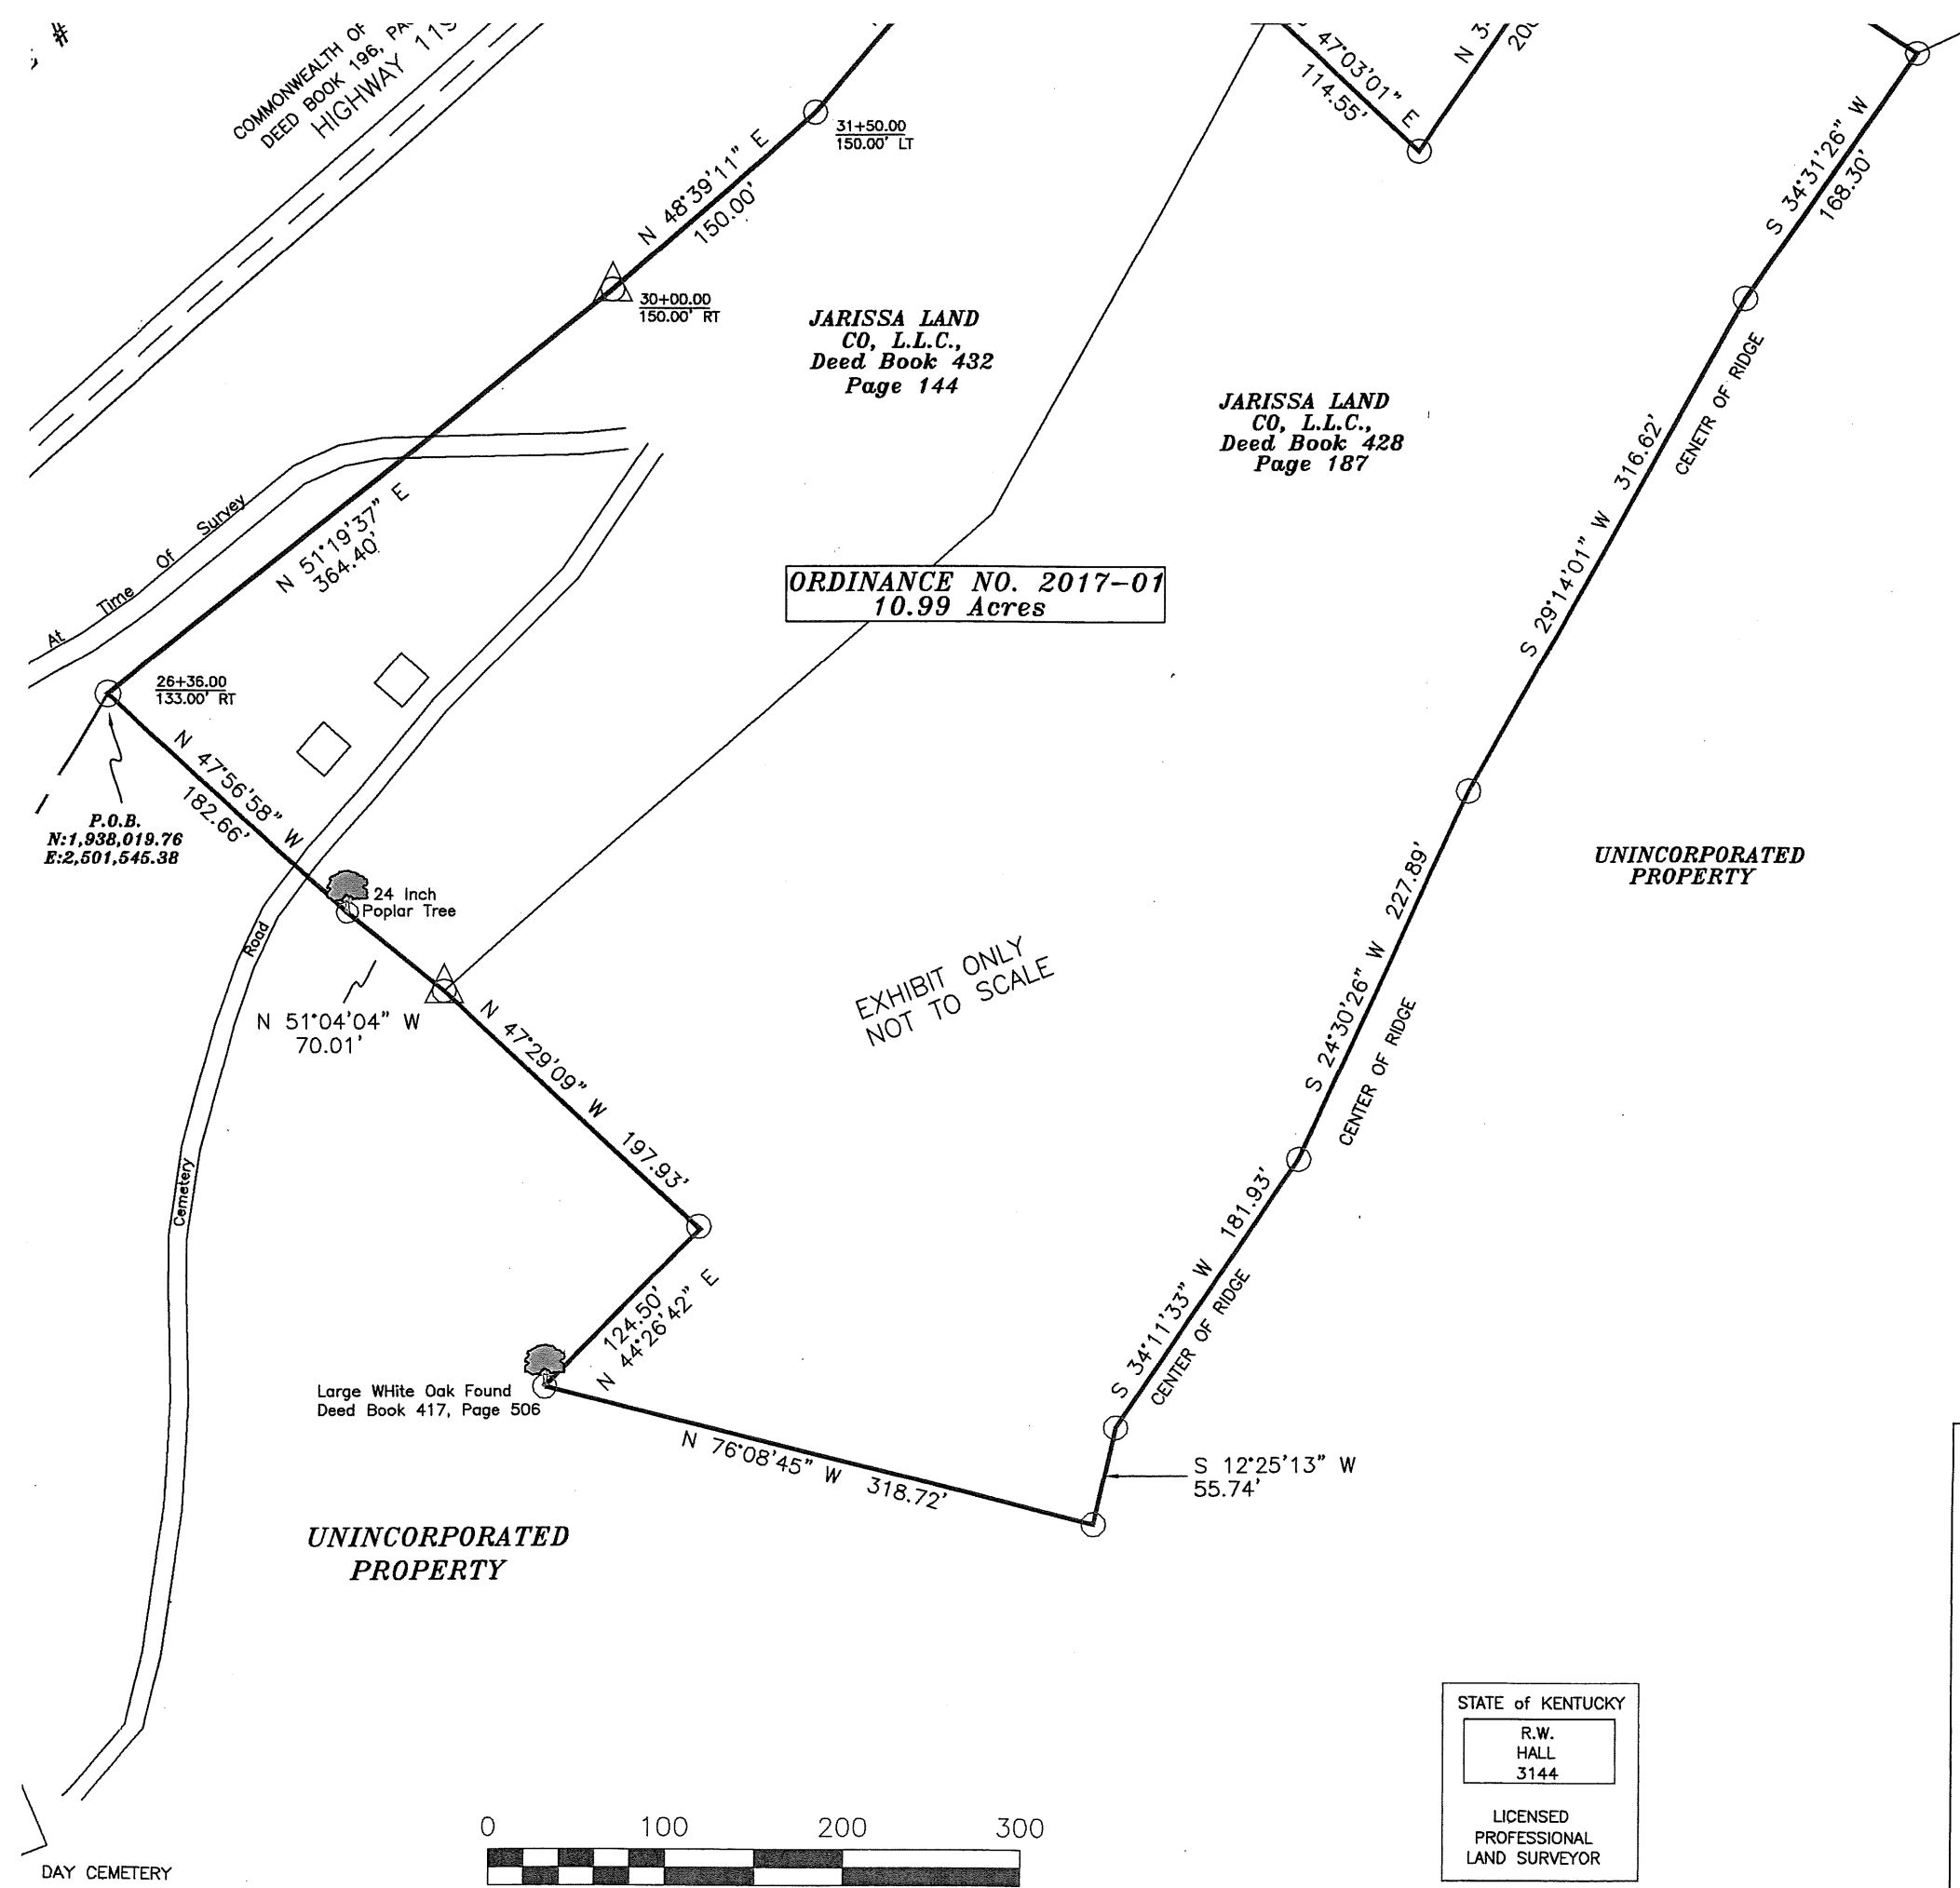 #
COMMONWEALTH OF
DEED BOOK 196,
HIGHWAY 119
47°03'01" E
114.55'
N
31+50.00
150.00' LT
N 48°39'11" E
150.00'
S 34°31'26" W
168.30'
30+00.00
150.00' RT
JARISSA LAND
CO, L.L.C.,
Deed Book 432
Page 144
JARISSA LAND
CO, L.L.C.,
Deed Book 428
Page 187
CENETR OF RIDGE
S 29°14'01" W 316.62'
At Time Of Survey
N 51°19'37" E
364.40'
ORDINANCE NO. 2017-01
10.99 Acres
26+36.00
133.00' RT
N 47°56'58" W
182.66'
P.O.B.
N:1,938,019.76
E:2,501,545.38
24 Inch
Poplar Tree
UNINCORPORATED
PROPERTY
S 24°30'26" W 227.89'
CENTER OF RIDGE
EXHIBIT ONLY
NOT TO SCALE
Cemetery Road
N 51°04'04" W
70.01'
N 47°29'09" W 197.93'
S 34°11'33" W 181.93'
CENTER OF RIDGE
124.50'
N 44°26'42" E
Large WHite Oak Found
Deed Book 417, Page 506
N 76°08'45" W 318.72'
S 12°25'13" W
55.74'
UNINCORPORATED
PROPERTY
STATE of KENTUCKY
R.W.
HALL
3144
LICENSED
PROFESSIONAL
LAND SURVEYOR
0 100 200 300
DAY CEMETERY